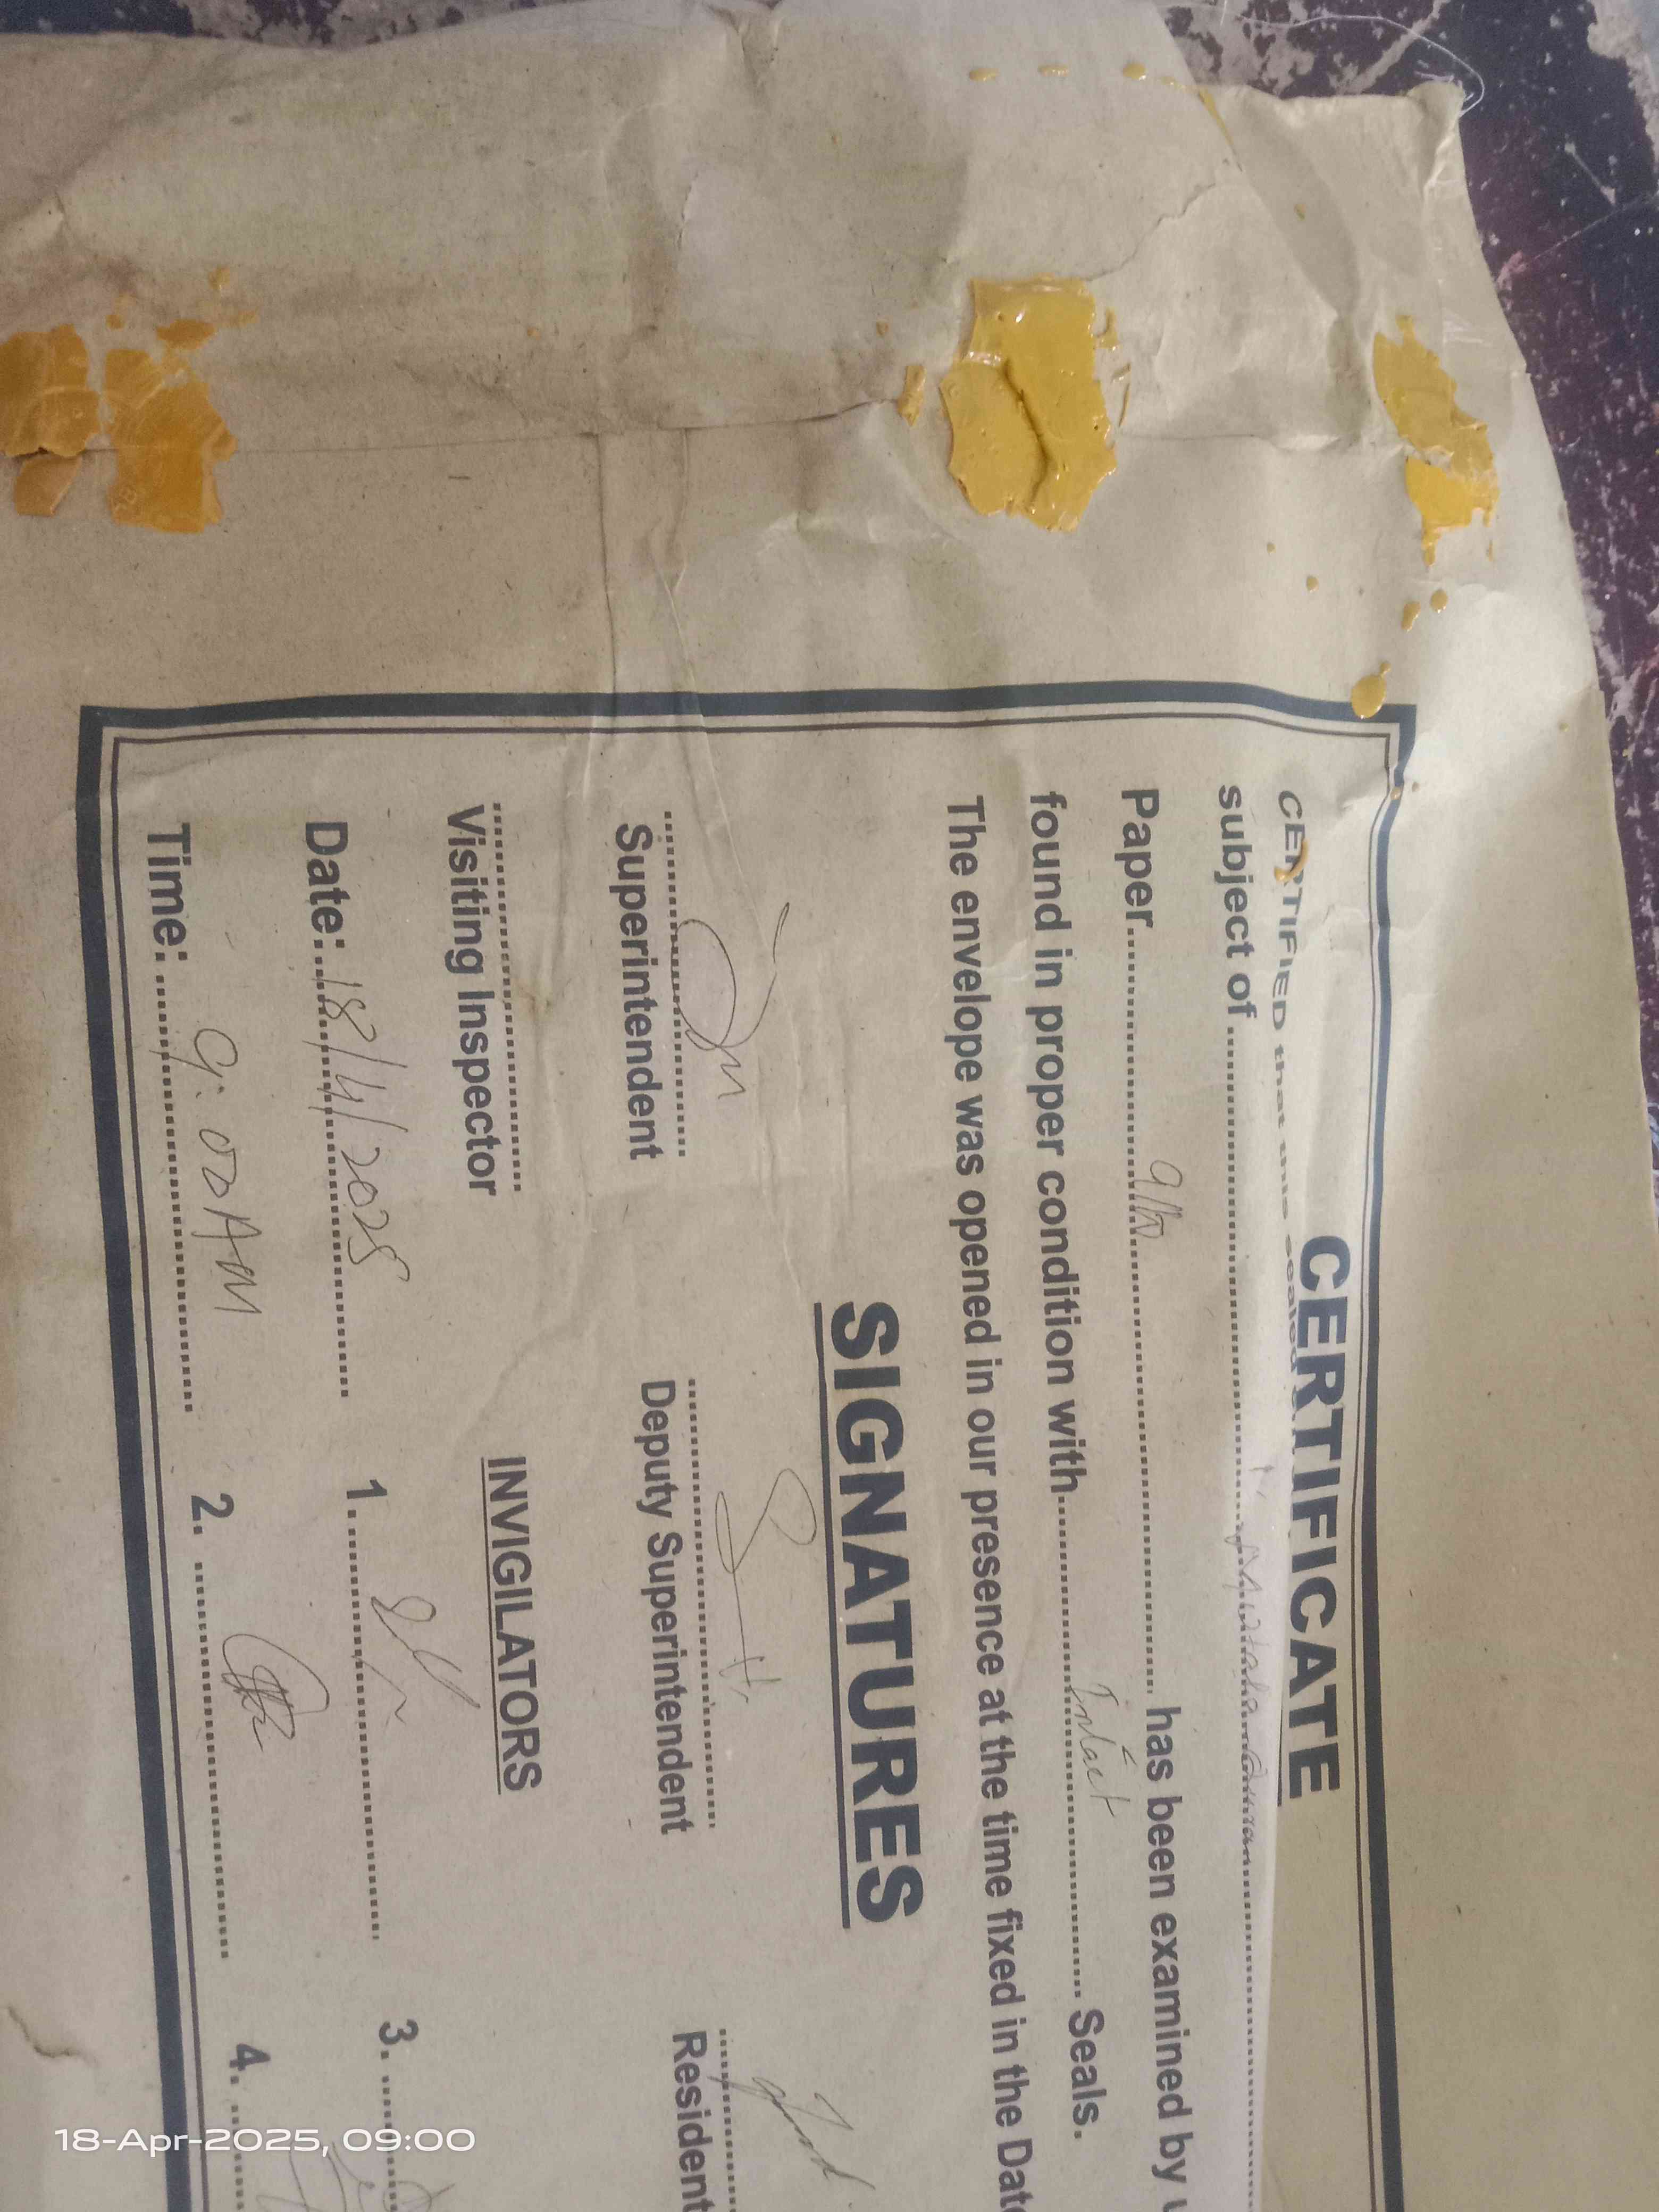 CERTIFICATE
CERTIFIED that this sealed
subject of
Paper 9th has been examined by
found in proper condition with Intact Seals.
The envelope was opened in our presence at the time fixed in the Date
SIGNATURES
Superintendent Deputy Superintendent Resident
Visiting Inspector
INVIGILATORS
Date: 18/4/2025 1. 3.
Time: 9:00 AM 2. 4.
18-Apr-2025, 09:00